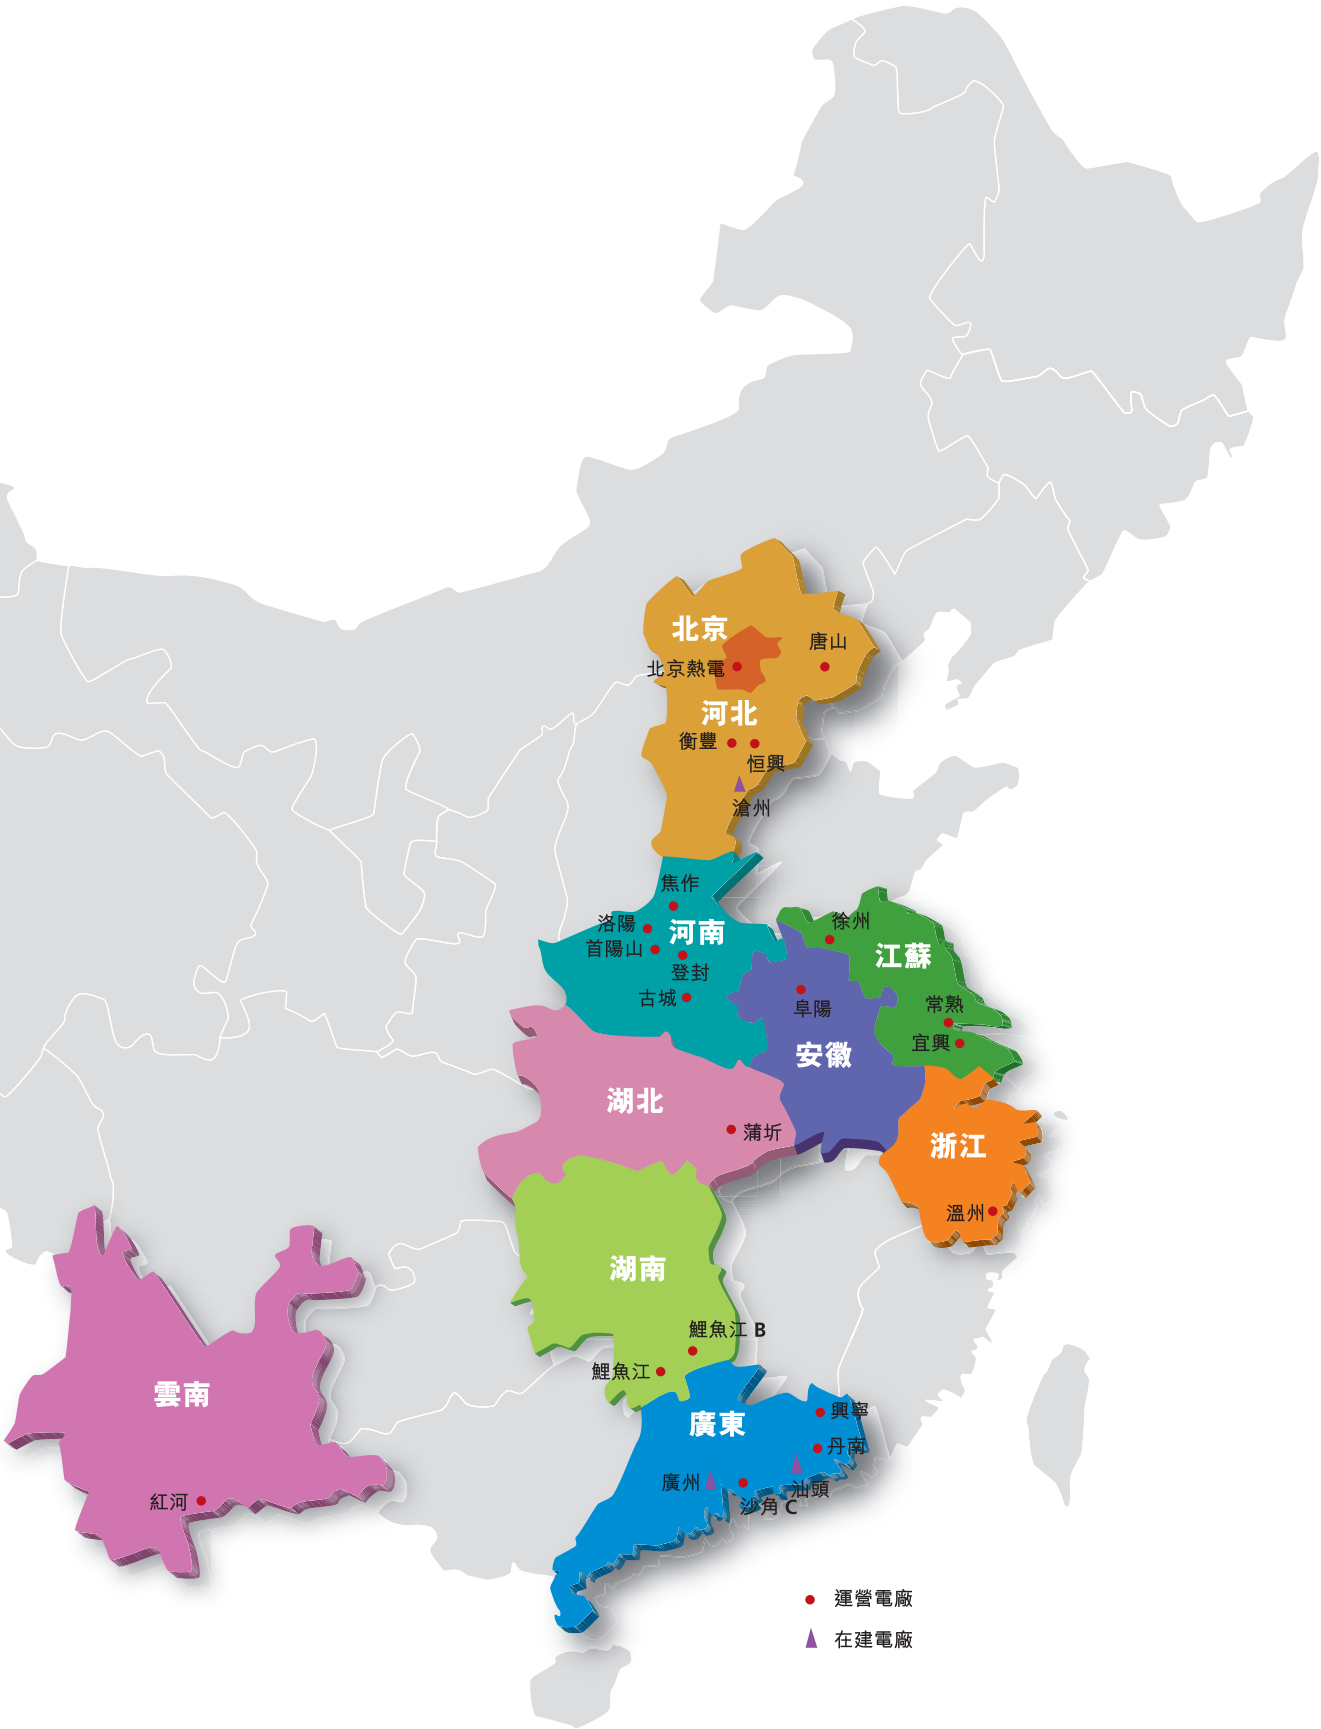 北京
唐山
北京熱電
河北
衡豐
恒興
滄州
焦作
洛陽
河南
首陽山
登封
古城
徐州
江蘇
阜陽
常熟
宜興
安徽
湖北
蒲圻
浙江
溫州
湖南
鯉魚江 B
鯉魚江
雲南
紅河
廣東
興寧
丹南
廣州
汕頭
沙角 C
運營電廠
在建電廠